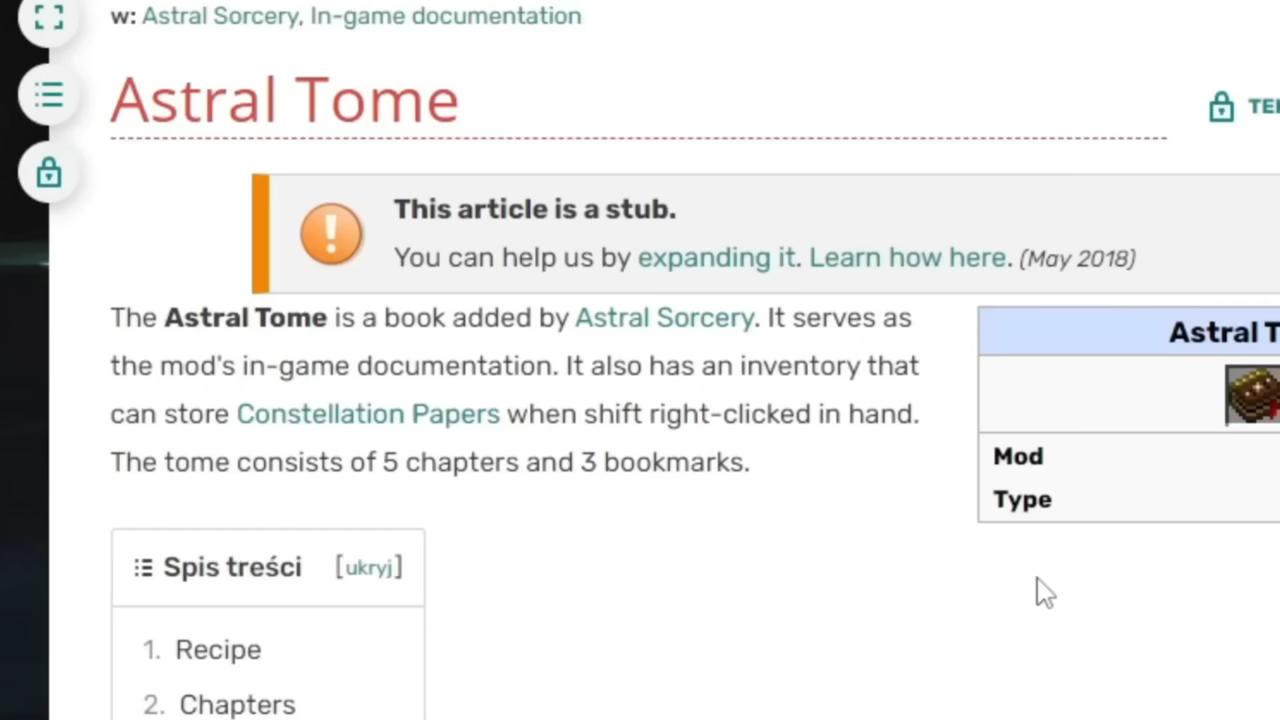 w: Astral Sorcery, In-game documentation
Astral Tome
This article is a stub.
You can help us by expanding it. Learn how here. (May 2018)
The Astral Tome is a book added by Astral Sorcery. It serves as
the mod's in-game documentation. It also has an inventory that
can store Constellation Papers when shift right-clicked in hand.
The tome consists of 5 chapters and 3 bookmarks.
Astral T
Mod
Type
Spis treści [ukryj]
1. Recipe
2. Chapters